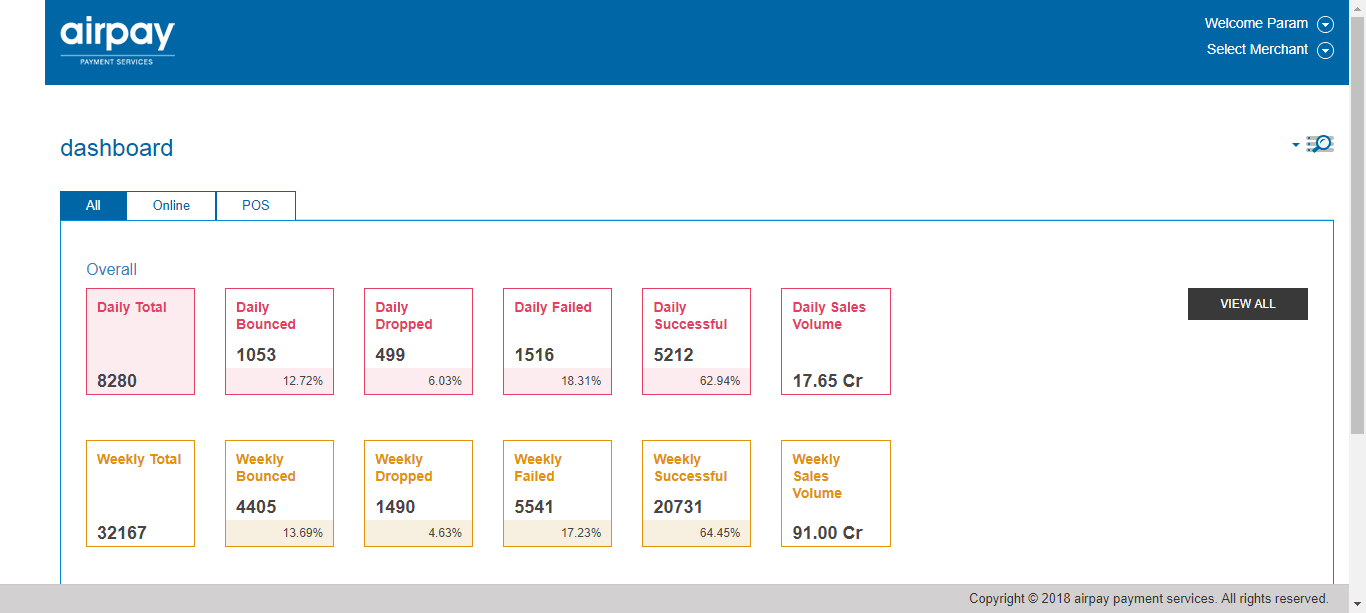 airpay
PAYMENT SERVICES
Welcome Param
Select Merchant
dashboard
All Online POS
Overall
VIEW ALL
Daily Total
8280
Daily
Bounced
1053
12.72%
Daily
Dropped
499
6.03%
Daily Failed
1516
18.31%
Daily
Successful
5212
62.94%
Daily Sales
Volume
17.65 Cr
Weekly Total
32167
Weekly
Bounced
4405
13.69%
Weekly
Dropped
1490
4.63%
Weekly
Failed
5541
17.23%
Weekly
Successful
20731
64.45%
Weekly
Sales
Volume
91.00 Cr
Copyright © 2018 airpay payment services. All rights reserved.